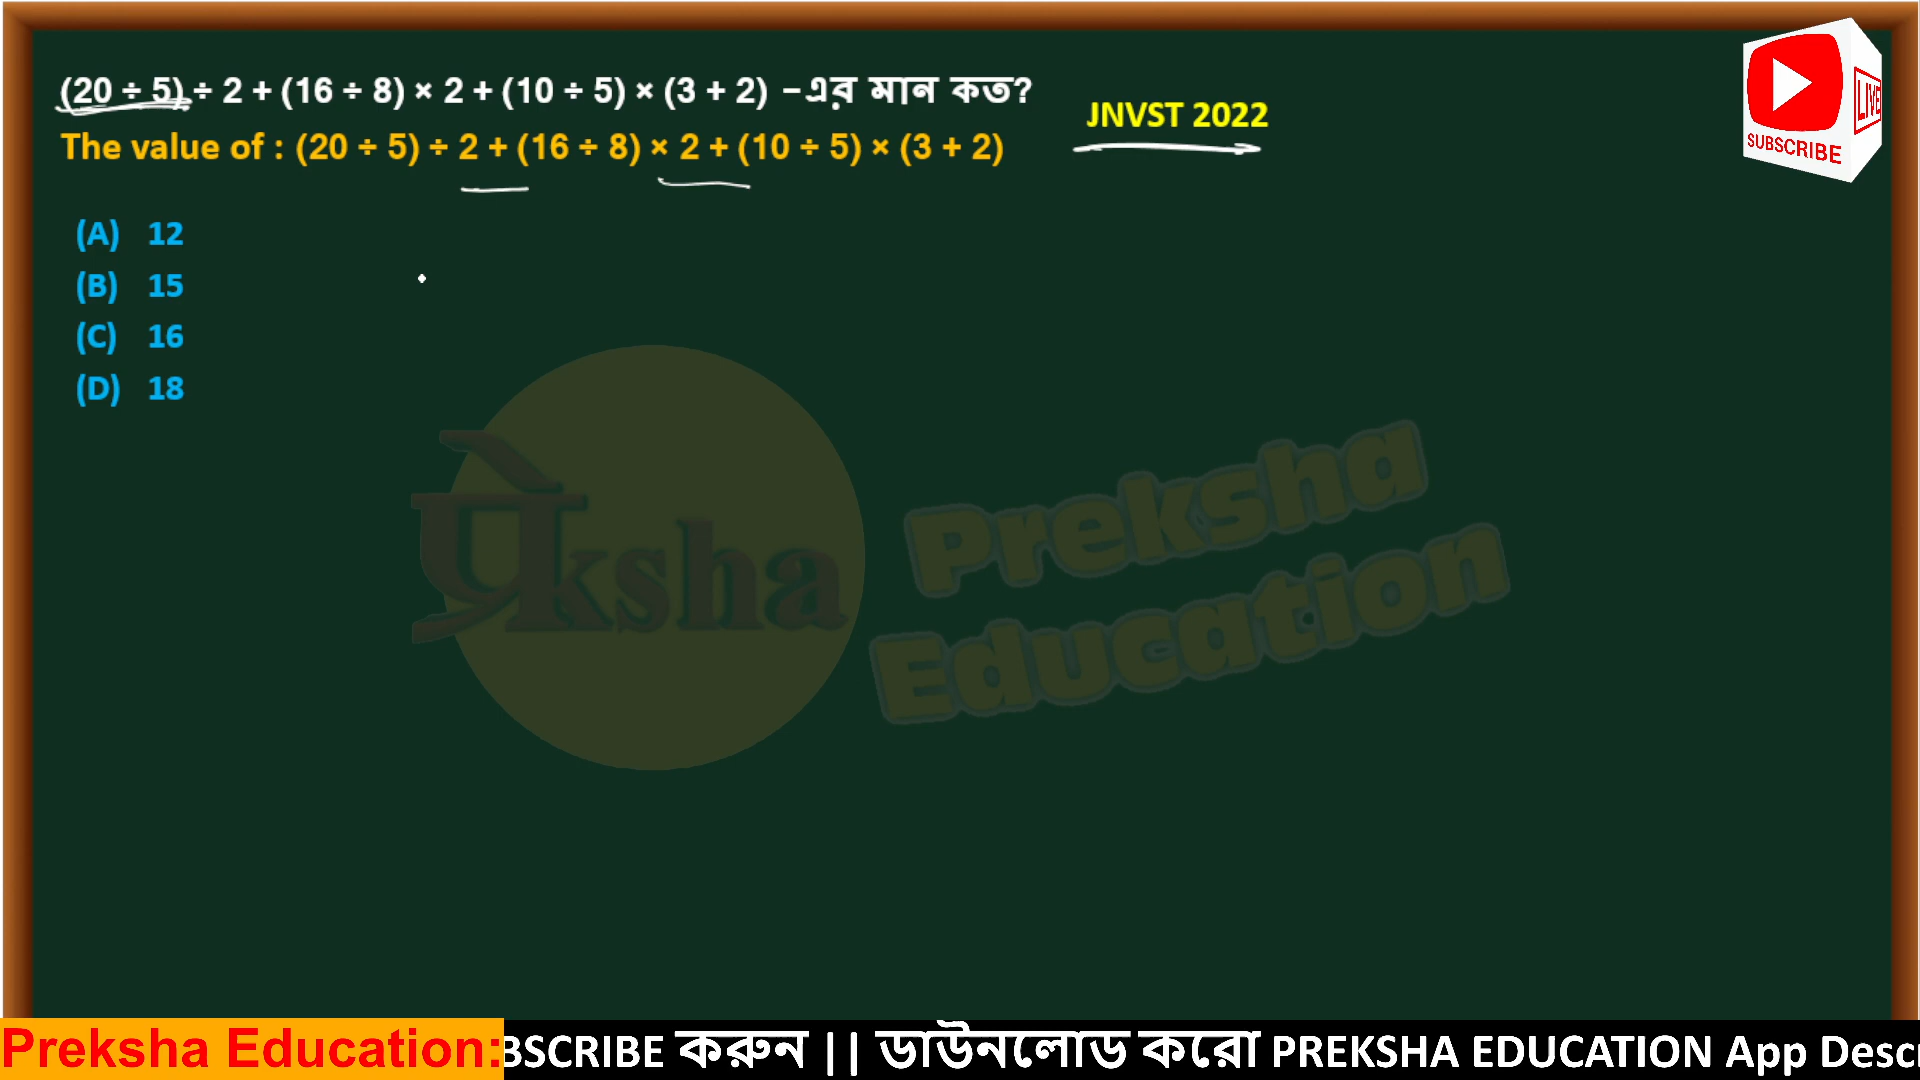 (20 ÷ 5) ÷ 2 + (16 ÷ 8) × 2 + (10 ÷ 5) × (3 + 2) –এর মান কত?
The value of : (20 ÷ 5) ÷ 2 + (16 ÷ 8) × 2 + (10 ÷ 5) × (3 + 2)
JNVST 2022
(A) 12
(B) 15
(C) 16
(D) 18
LIVE
SUBSCRIBE
प्रेksha
Preksha
Education
Preksha Education: BSCRIBE করুন || ডাউনলোড করো PREKSHA EDUCATION App Descr